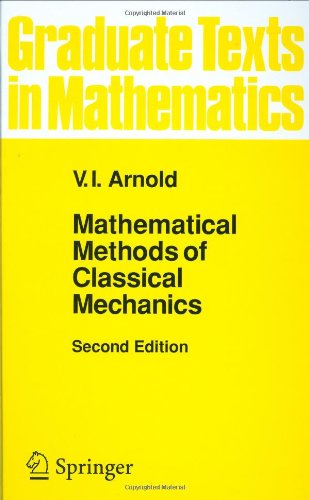 Graduate Texts
in Mathematics
V.I. Arnold
Mathematical
Methods of
Classical
Mechanics
Second Edition
Springer